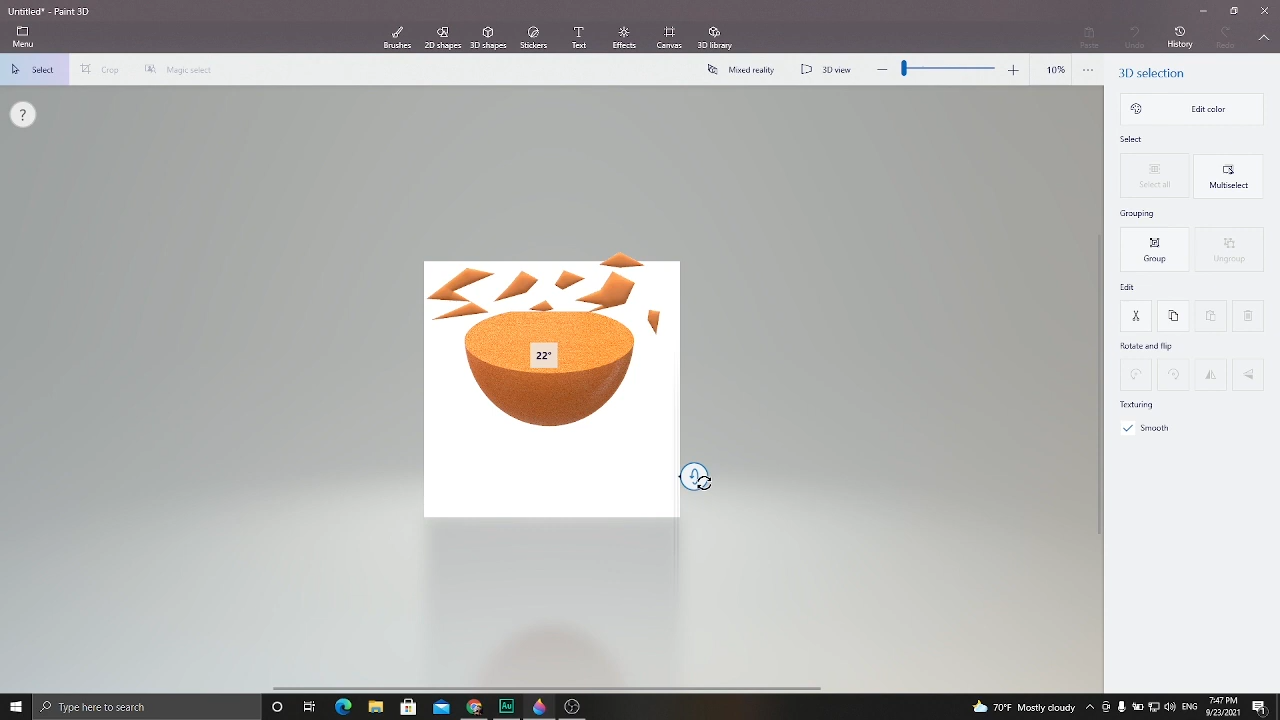 Untitled* - Paint 3D
Menu
Brushes
2D shapes
3D shapes
Stickers
Text
Effects
Canvas
3D library
Paste
Undo
History
Redo
Select
Crop
Magic select
Mixed reality
3D view
10%
3D selection
?
Edit color
Select
Select all
Multiselect
Grouping
Group
Ungroup
Edit
Rotate and flip
Texturing
Smooth
22°
Type here to search
Au
70°F Mostly cloudy
7:47 PM
9/23/2021